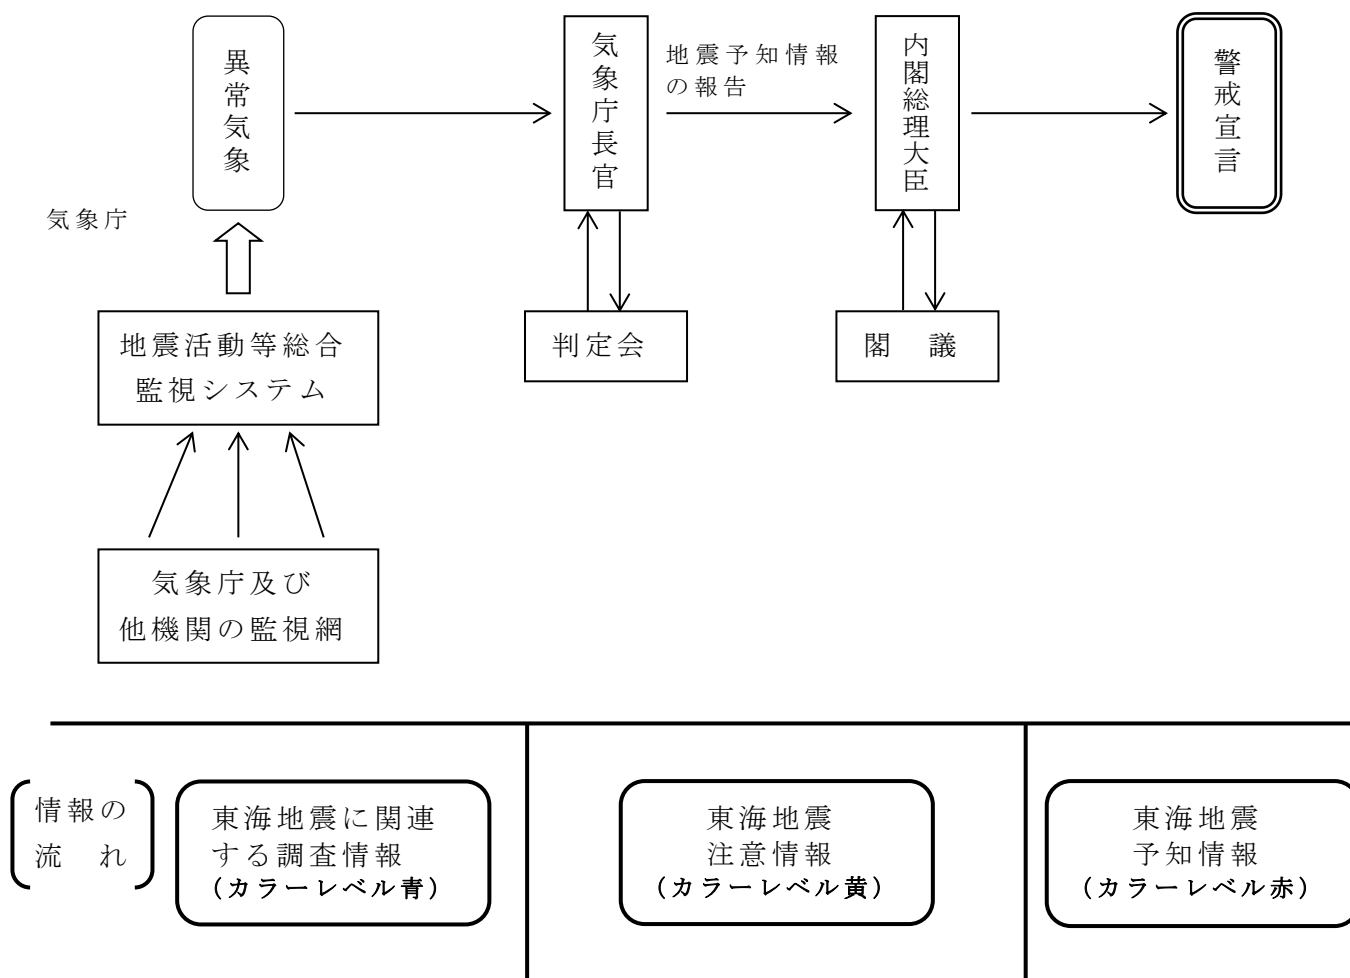 異常気象
気象庁長官
地震予知情報
の報告
内閣総理大臣
警戒宣言
気象庁
地震活動等総合
監視システム
判定会
閣　議
気象庁及び
他機関の監視網
情報の
流　れ
東海地震に関連
する調査情報
（カラーレベル青）
東海地震
注意情報
（カラーレベル黄）
東海地震
予知情報
（カラーレベル赤）